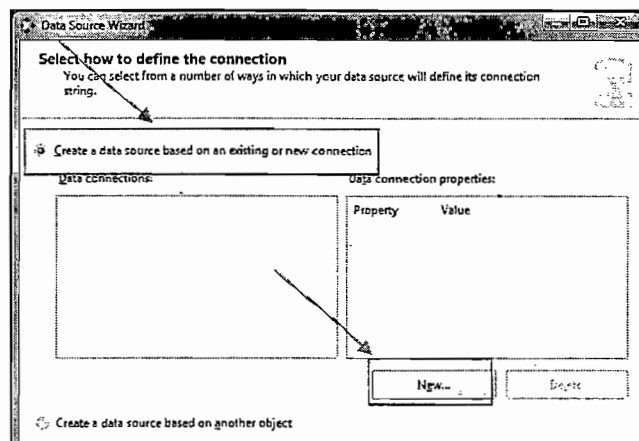 Data Source Wizard
Select how to define the connection
You can select from a number of ways in which your data source will define its connection
string.
Create a data source based on an existing or new connection
Data connections:
Data connection properties:
Property Value
New...
Delete
Create a data source based on another object